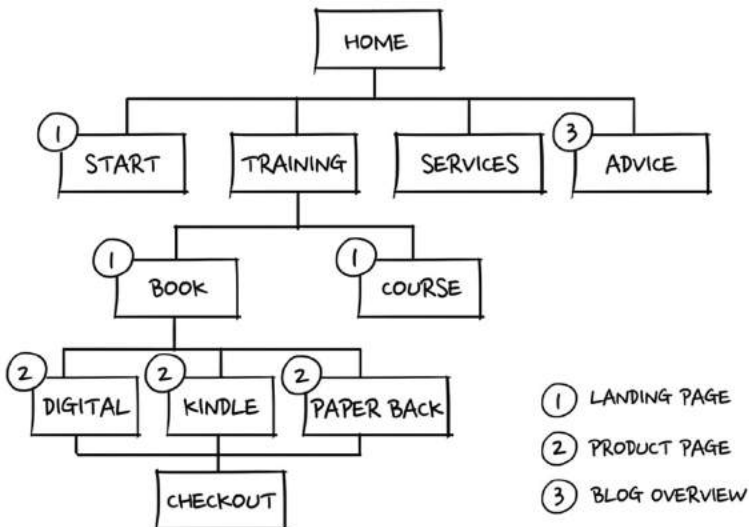 HOME
1 START
TRAINING
SERVICES
3 ADVICE
1 BOOK
1 COURSE
2 DIGITAL
2 KINDLE
2 PAPER BACK
CHECKOUT
1 LANDING PAGE
2 PRODUCT PAGE
3 BLOG OVERVIEW